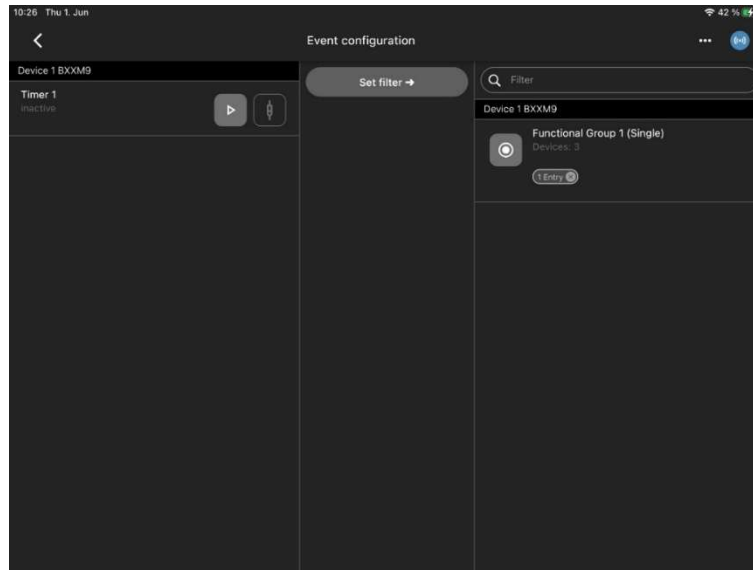 10:26 Thu 1. Jun
42 %
Event configuration
Device 1 BXXM9
Timer 1
inactive
Set filter →
Filter
Device 1 BXXM9
Functional Group 1 (Single)
Devices: 3
1 Entry